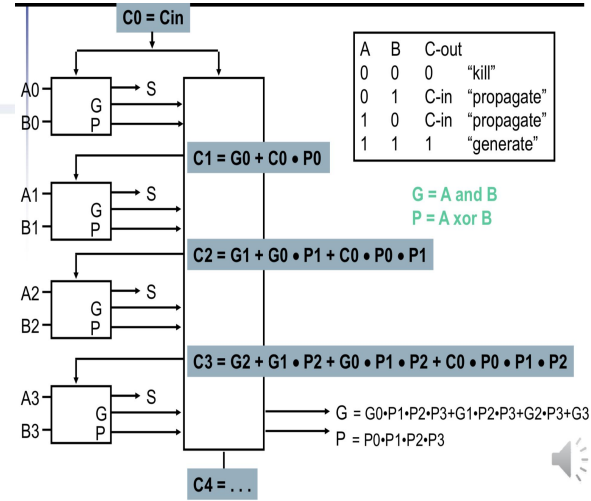 C0 = Cin
A B C-out
0 0 0 “kill”
0 1 C-in “propagate”
1 0 C-in “propagate”
1 1 1 “generate”
A0 S
G
B0 P
C1 = G0 + C0 • P0
A1 S
G
B1 P
G = A and B
P = A xor B
C2 = G1 + G0 • P1 + C0 • P0 • P1
A2 S
G
B2 P
C3 = G2 + G1 • P2 + G0 • P1 • P2 + C0 • P0 • P1 • P2
A3 S
G
B3 P
G = G0•P1•P2•P3+G1•P2•P3+G2•P3+G3
P = P0•P1•P2•P3
C4 = . . .